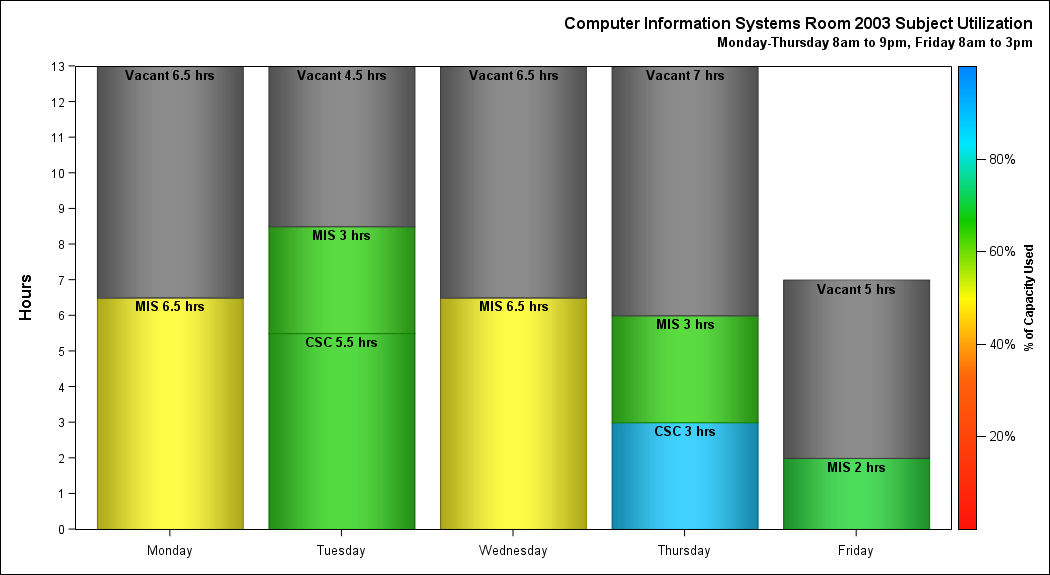 Computer Information Systems Room 2003 Subject Utilization
Monday-Thursday 8am to 9pm, Friday 8am to 3pm
Hours
13
12
11
10
9
8
7
6
5
4
3
2
1
0
Vacant 6.5 hrs
MIS 6.5 hrs
Vacant 4.5 hrs
MIS 3 hrs
CSC 5.5 hrs
Vacant 6.5 hrs
MIS 6.5 hrs
Vacant 7 hrs
MIS 3 hrs
CSC 3 hrs
Vacant 5 hrs
MIS 2 hrs
Monday
Tuesday
Wednesday
Thursday
Friday
80%
60%
40%
20%
% of Capacity Used